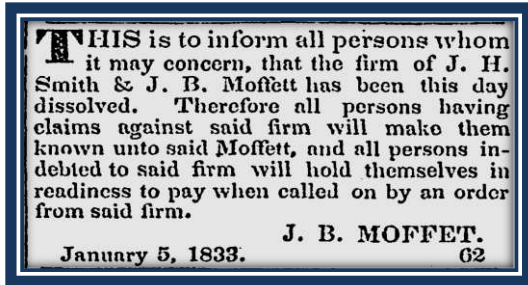 THIS is to inform all persons whom
it may concern, that the firm of J. H.
Smith & J. B. Moffett has been this day
dissolved. Therefore all persons having
claims against said firm will make them
known unto said Moffett, and all persons in-
debted to said firm will hold themselves in
readiness to pay when called on by an order
from said firm.
J. B. MOFFET.
January 5, 1833. 62